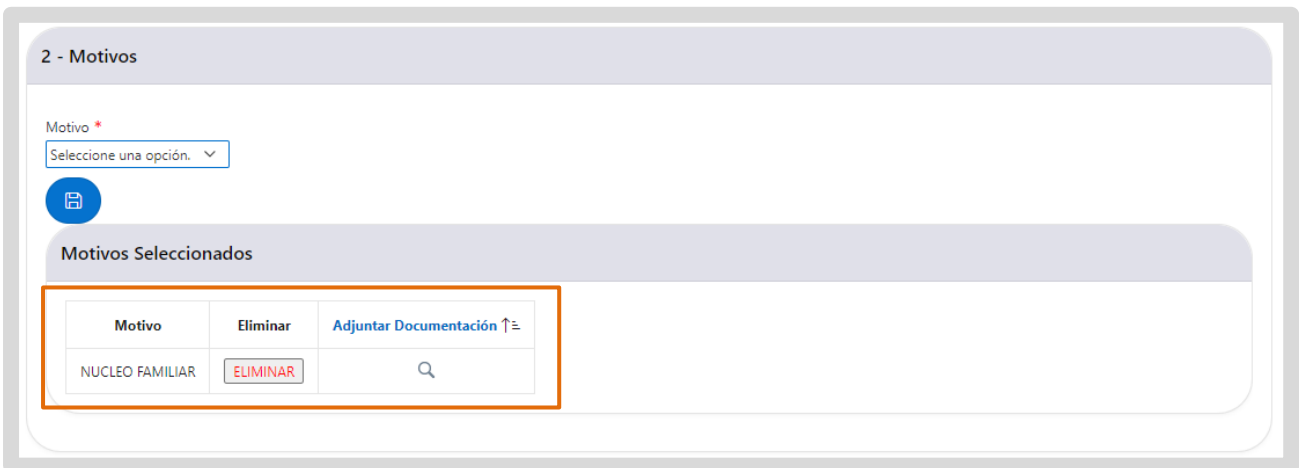 2 - Motivos
Motivo *
Seleccione una opción.
Motivos Seleccionados
Motivo Eliminar Adjuntar Documentación
NUCLEO FAMILIAR ELIMINAR